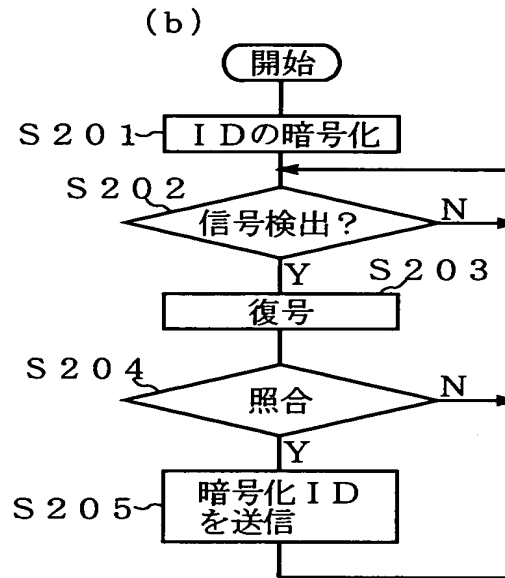 (b)
開始
S201
IDの暗号化
S202
信号検出?
N
Y
S203
復号
S204
照合
N
Y
S205
暗号化ID
を送信